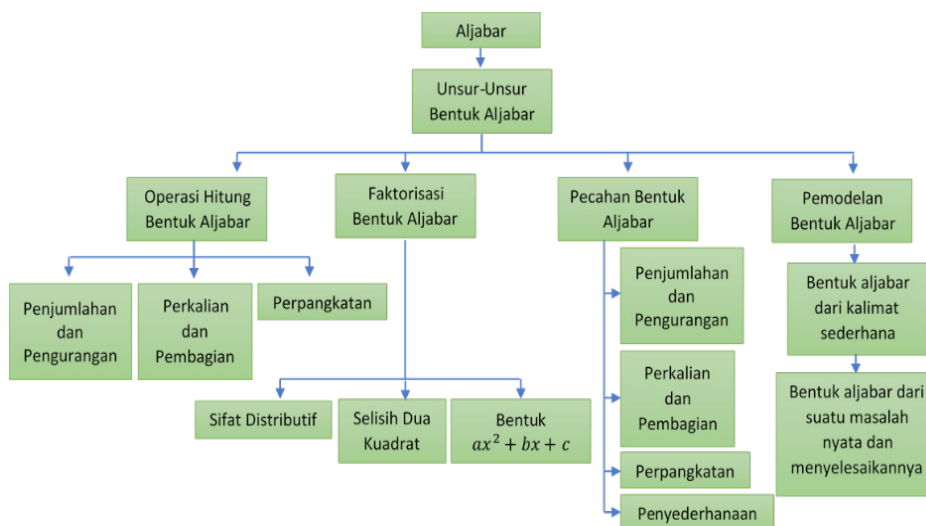 Aljabar
Unsur-Unsur
Bentuk Aljabar
Operasi Hitung
Bentuk Aljabar
Faktorisasi
Bentuk Aljabar
Pecahan Bentuk
Aljabar
Pemodelan
Bentuk Aljabar
Penjumlahan
dan
Pengurangan
Perkalian
dan
Pembagian
Perpangkatan
Sifat Distributif
Selisih Dua
Kuadrat
Bentuk
ax² + bx + c
Penjumlahan
dan
Pengurangan
Perkalian
dan
Pembagian
Perpangkatan
Penyederhanaan
Bentuk aljabar
dari kalimat
sederhana
Bentuk aljabar dari
suatu masalah
nyata dan
menyelesaikannya